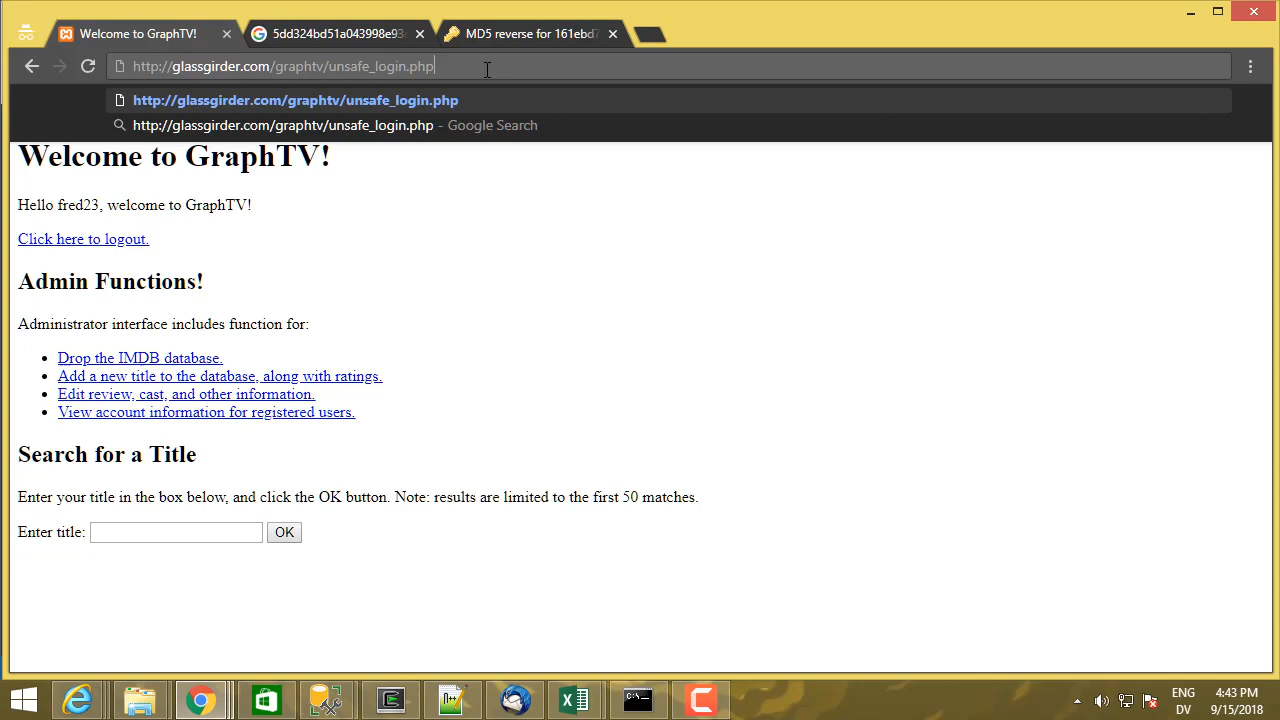 Welcome to GraphTV!
5dd324bd51a043998e93
MD5 reverse for 161ebd7
http://glassgirder.com/graphtv/unsafe_login.php
http://glassgirder.com/graphtv/unsafe_login.php
http://glassgirder.com/graphtv/unsafe_login.php - Google Search
Welcome to GraphTV!
Hello fred23, welcome to GraphTV!
Click here to logout.
Admin Functions!
Administrator interface includes function for:
Drop the IMDB database.
Add a new title to the database, along with ratings.
Edit review, cast, and other information.
View account information for registered users.
Search for a Title
Enter your title in the box below, and click the OK button. Note: results are limited to the first 50 matches.
Enter title: OK
ENG 4:43 PM
DV 9/15/2018